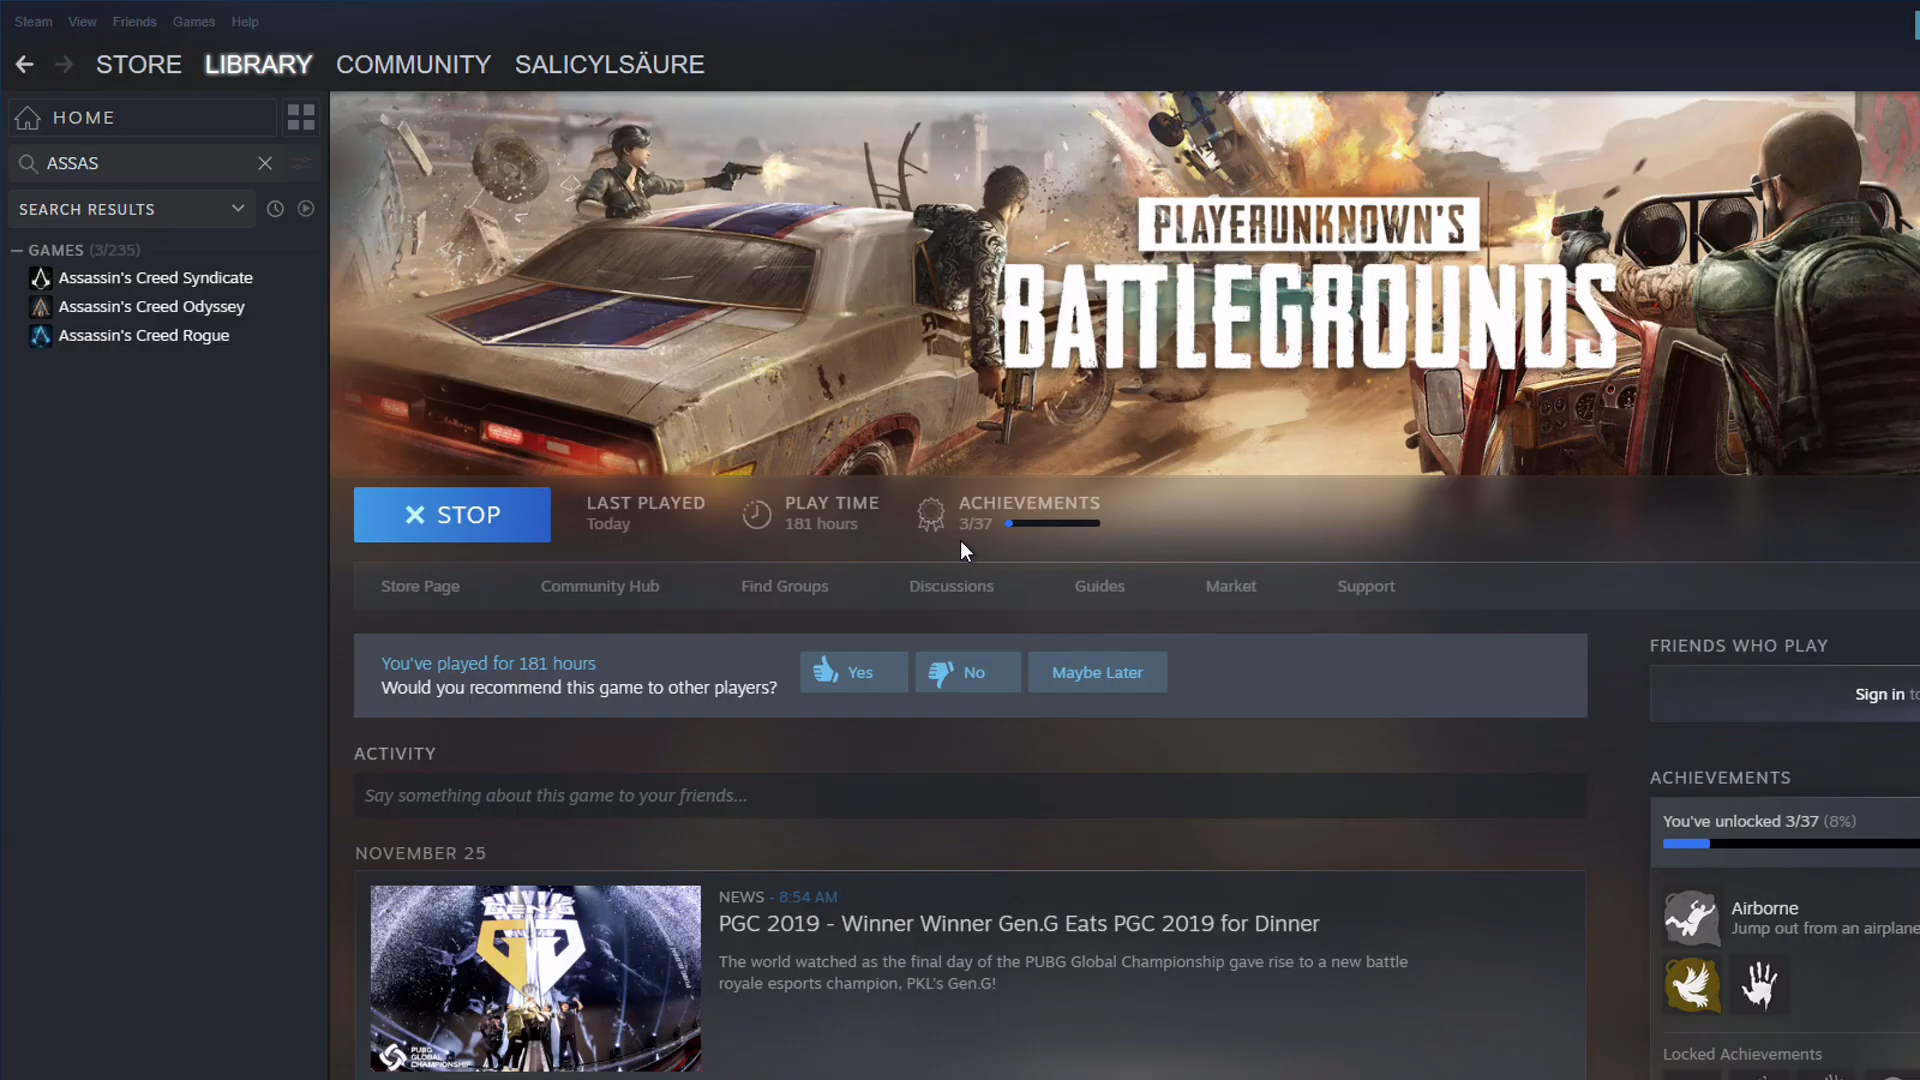 Steam View Friends Games Help
STORE LIBRARY COMMUNITY SALICYLSÄURE
HOME
ASSAS
SEARCH RESULTS
GAMES (3/235)
Assassin's Creed Syndicate
Assassin's Creed Odyssey
Assassin's Creed Rogue
PLAYERUNKNOWN'S
BATTLEGROUNDS
STOP
LAST PLAYED
Today
PLAY TIME
181 hours
ACHIEVEMENTS
3/37
Store Page Community Hub Find Groups Discussions Guides Market Support
You've played for 181 hours
Would you recommend this game to other players?
Yes No Maybe Later
ACTIVITY
Say something about this game to your friends...
NOVEMBER 25
NEWS - 8:54 AM
PGC 2019 - Winner Winner Gen.G Eats PGC 2019 for Dinner
The world watched as the final day of the PUBG Global Championship gave rise to a new battle
royale esports champion, PKL's Gen.G!
GEN.G
PUBG
GLOBAL
CHAMPIONSHIP
FRIENDS WHO PLAY
Sign in to
ACHIEVEMENTS
You've unlocked 3/37 (8%)
Airborne
Jump out from an airplane
Locked Achievements